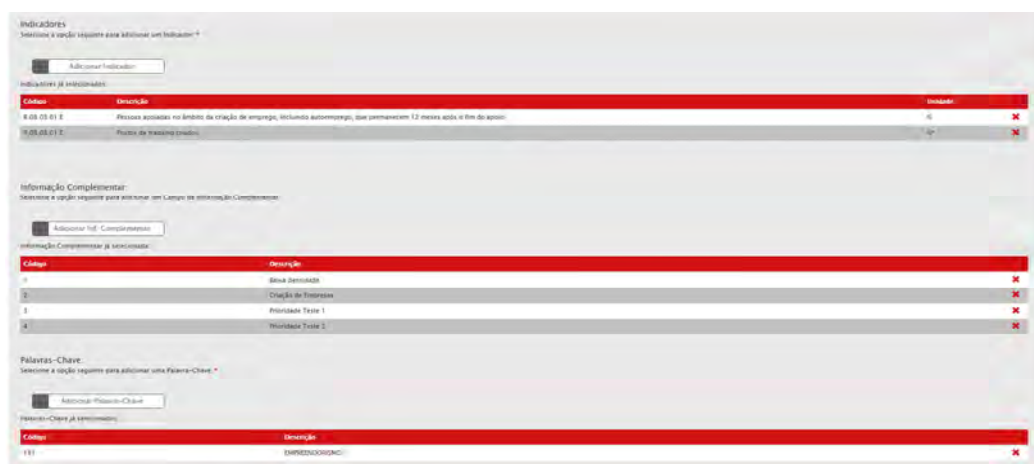 Indicadores
Selecione a opção seguinte para adicionar um Indicador: *
Adicionar Indicador
Indicadores já selecionados:
Código Descrição Unidade
Pessoas apoiadas no âmbito da criação de emprego, incluindo autoemprego, que permanecem 12 meses após o fim do apoio
Postos de trabalho criados
Informação Complementar:
Selecione a opção seguinte para adicionar um Campo de Informação Complementar:
Adicionar Inf. Complementar
Informação Complementar já selecionada:
Código Descrição
1 Baixa Densidade
2 Criação de Empresas
3 Prioridade Teste 1
4 Prioridade Teste 2
Palavras-Chave:
Selecione a opção seguinte para adicionar uma Palavra-Chave: *
Adicionar Palavra-Chave
Palavras-Chave já selecionadas:
Código Descrição
EMPREENDORISMO